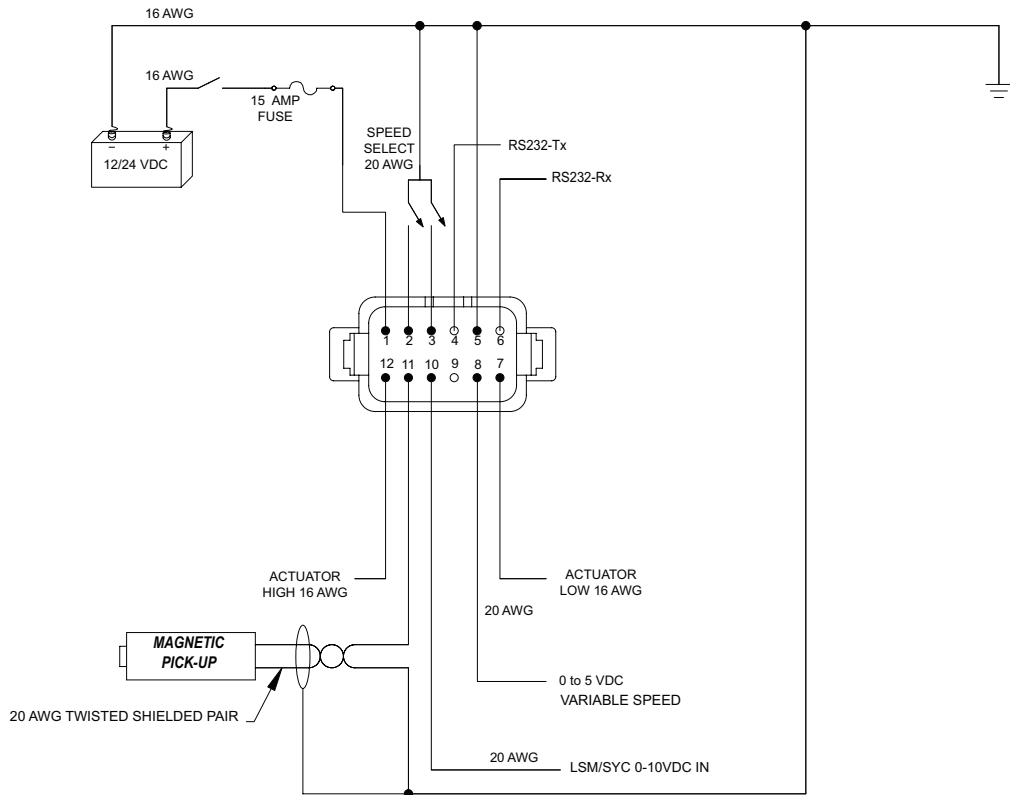 16 AWG
16 AWG
15 AMP
FUSE
SPEED
SELECT
20 AWG
RS232-Tx
RS232-Rx
– +
12/24 VDC
1 2 3 4 5 6
12 11 10 9 8 7
ACTUATOR
HIGH 16 AWG
ACTUATOR
LOW 16 AWG
20 AWG
MAGNETIC
PICK-UP
0 to 5 VDC
VARIABLE SPEED
20 AWG TWISTED SHIELDED PAIR
20 AWG
LSM/SYC 0-10VDC IN